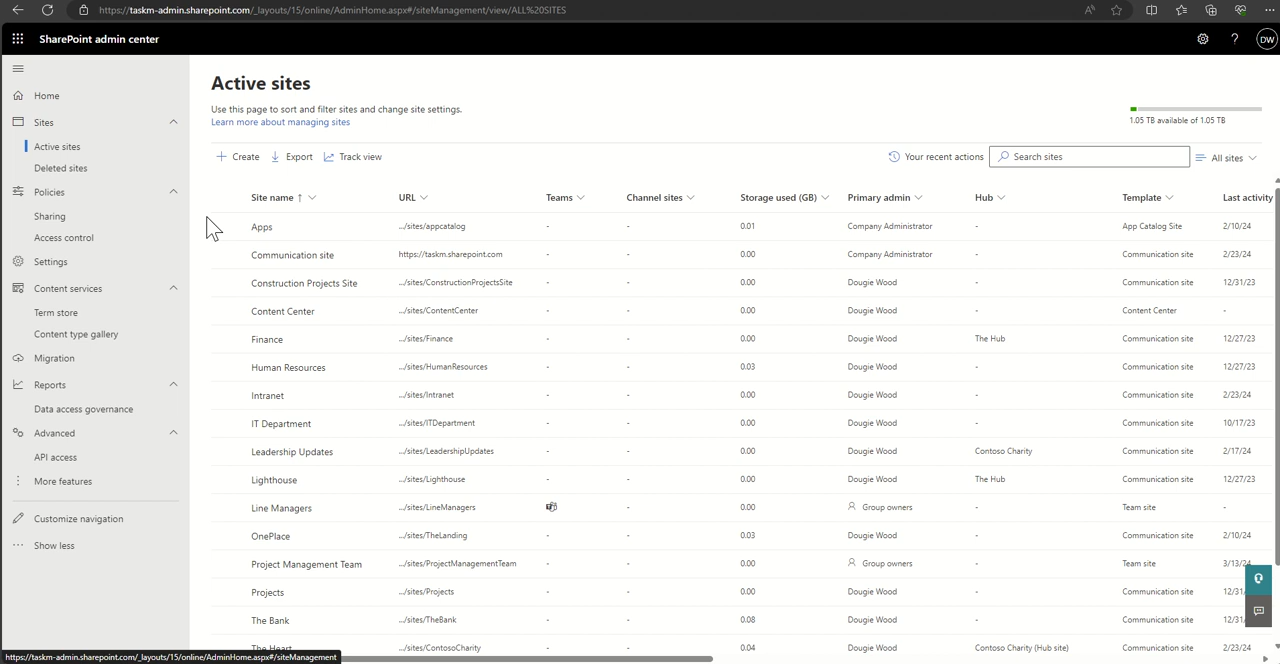 https://taskm-admin.sharepoint.com/_layouts/15/online/AdminHome.aspx#/siteManagement/view/ALL%20SITES
SharePoint admin center
DW
Home
Sites
Active sites
Deleted sites
Policies
Sharing
Access control
Settings
Content services
Term store
Content type gallery
Migration
Reports
Data access governance
Advanced
API access
More features
Customize navigation
Show less
Active sites
Use this page to sort and filter sites and change site settings.
Learn more about managing sites
1.05 TB available of 1.05 TB
Create Export Track view Your recent actions Search sites All sites
Site name ↑ URL Teams Channel sites Storage used (GB) Primary admin Hub Template Last activity
Apps .../sites/appcatalog - - 0.01 Company Administrator - App Catalog Site 2/10/24
Communication site https://taskm.sharepoint.com - - 0.00 Company Administrator - Communication site 2/23/24
Construction Projects Site .../sites/ConstructionProjectsSite - - 0.00 Dougie Wood - Communication site 12/31/23
Content Center .../sites/ContentCenter - - 0.00 Dougie Wood - Content Center -
Finance .../sites/Finance - - 0.00 Dougie Wood The Hub Communication site 12/27/23
Human Resources .../sites/HumanResources - - 0.03 Dougie Wood - Communication site 12/27/23
Intranet .../sites/Intranet - - 0.00 Dougie Wood - Communication site 2/23/24
IT Department .../sites/ITDepartment - - 0.00 Dougie Wood - Communication site 10/17/23
Leadership Updates .../sites/LeadershipUpdates - - 0.00 Dougie Wood Contoso Charity Communication site 2/17/24
Lighthouse .../sites/Lighthouse - - 0.00 Dougie Wood The Hub Communication site 12/27/23
Line Managers .../sites/LineManagers - 0.00 Group owners - Team site -
OnePlace .../sites/TheLanding - - 0.03 Dougie Wood - Communication site 2/10/24
Project Management Team .../sites/ProjectManagementTeam - - 0.00 Group owners - Team site 3/13/24
Projects .../sites/Projects - - 0.00 Dougie Wood - Communication site 12/31/
The Bank .../sites/TheBank - - 0.08 Dougie Wood - Communication site 12/31/
The Heart .../sites/ContosoCharity - - 0.04 Dougie Wood Contoso Charity (Hub site) Communication site 2/23/24
https://taskm-admin.sharepoint.com/_layouts/15/online/AdminHome.aspx#/siteManagement